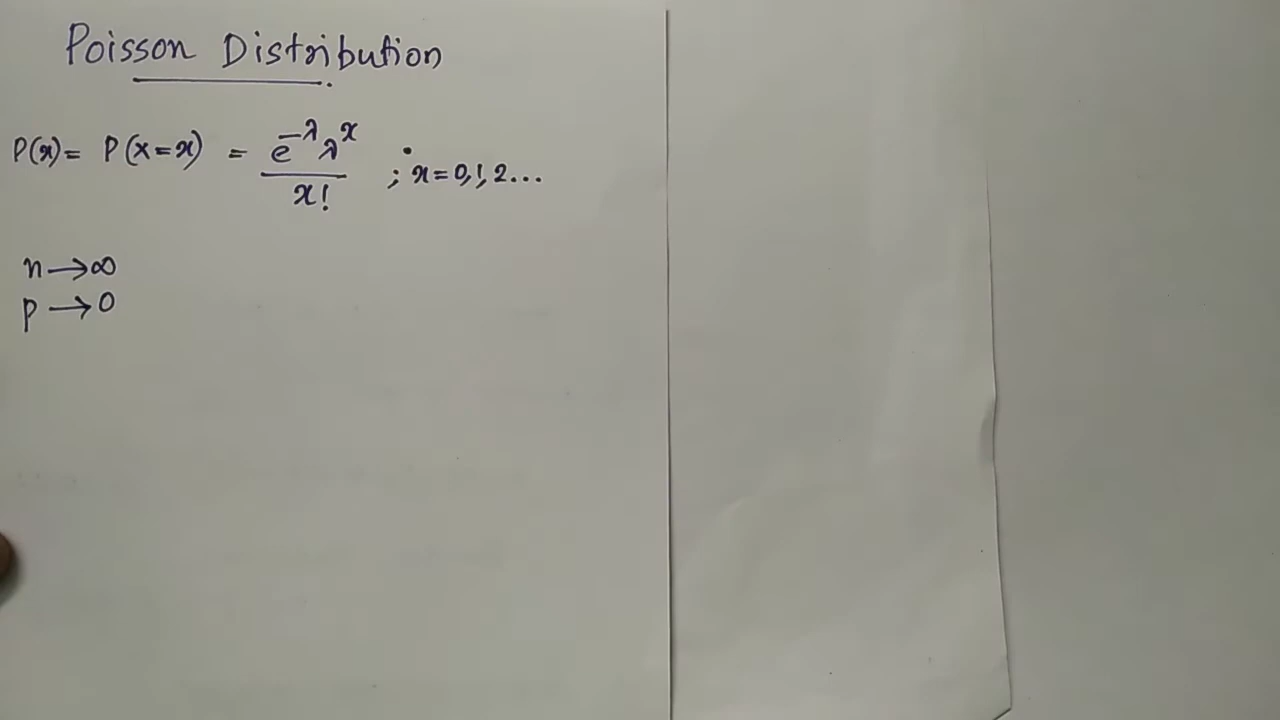 Poisson Distribution
P(x) = P(X=x) = e^{-λ} λ^x / x! ; x=0,1,2...
n → ∞
p → 0